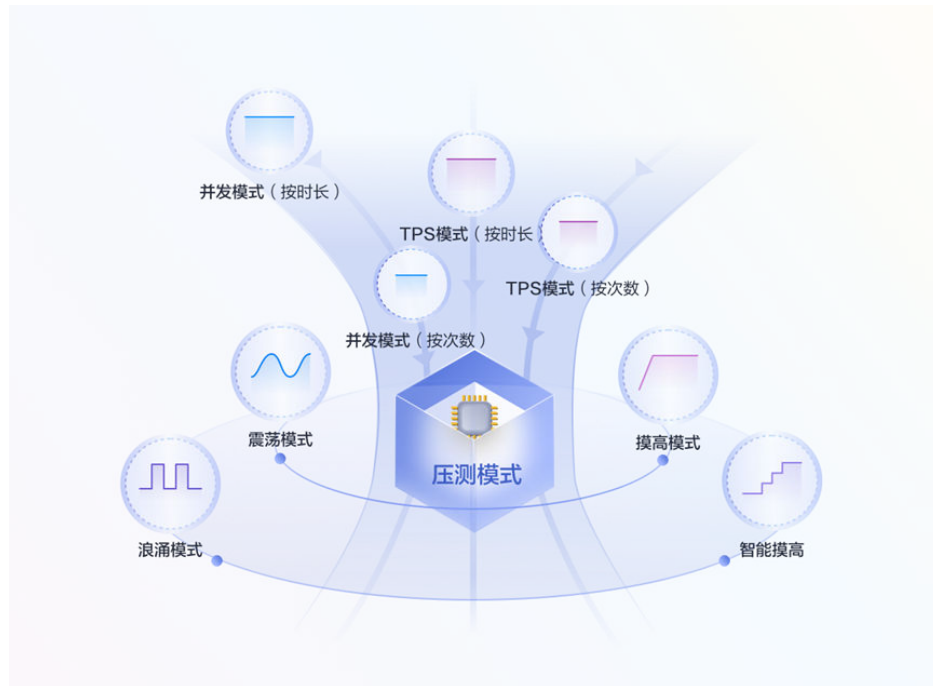 并发模式（按时长）
TPS模式（按时长
TPS模式（按次数）
并发模式（按次数）
震荡模式
摸高模式
压测模式
浪涌模式
智能摸高